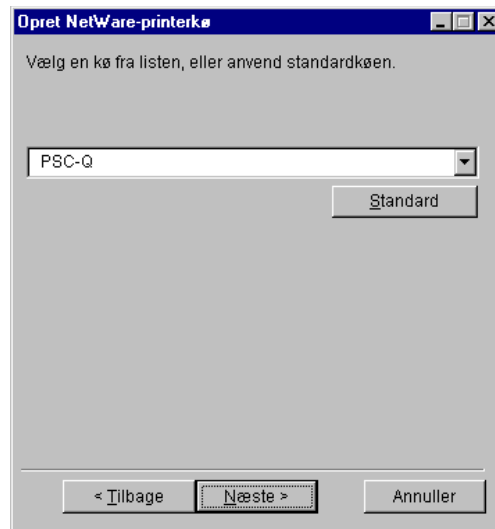 Opret NetWare-printerkø
Vælg en kø fra listen, eller anvend standardkøen.
PSC-Q
Standard
< Tilbage
Næste >
Annuller